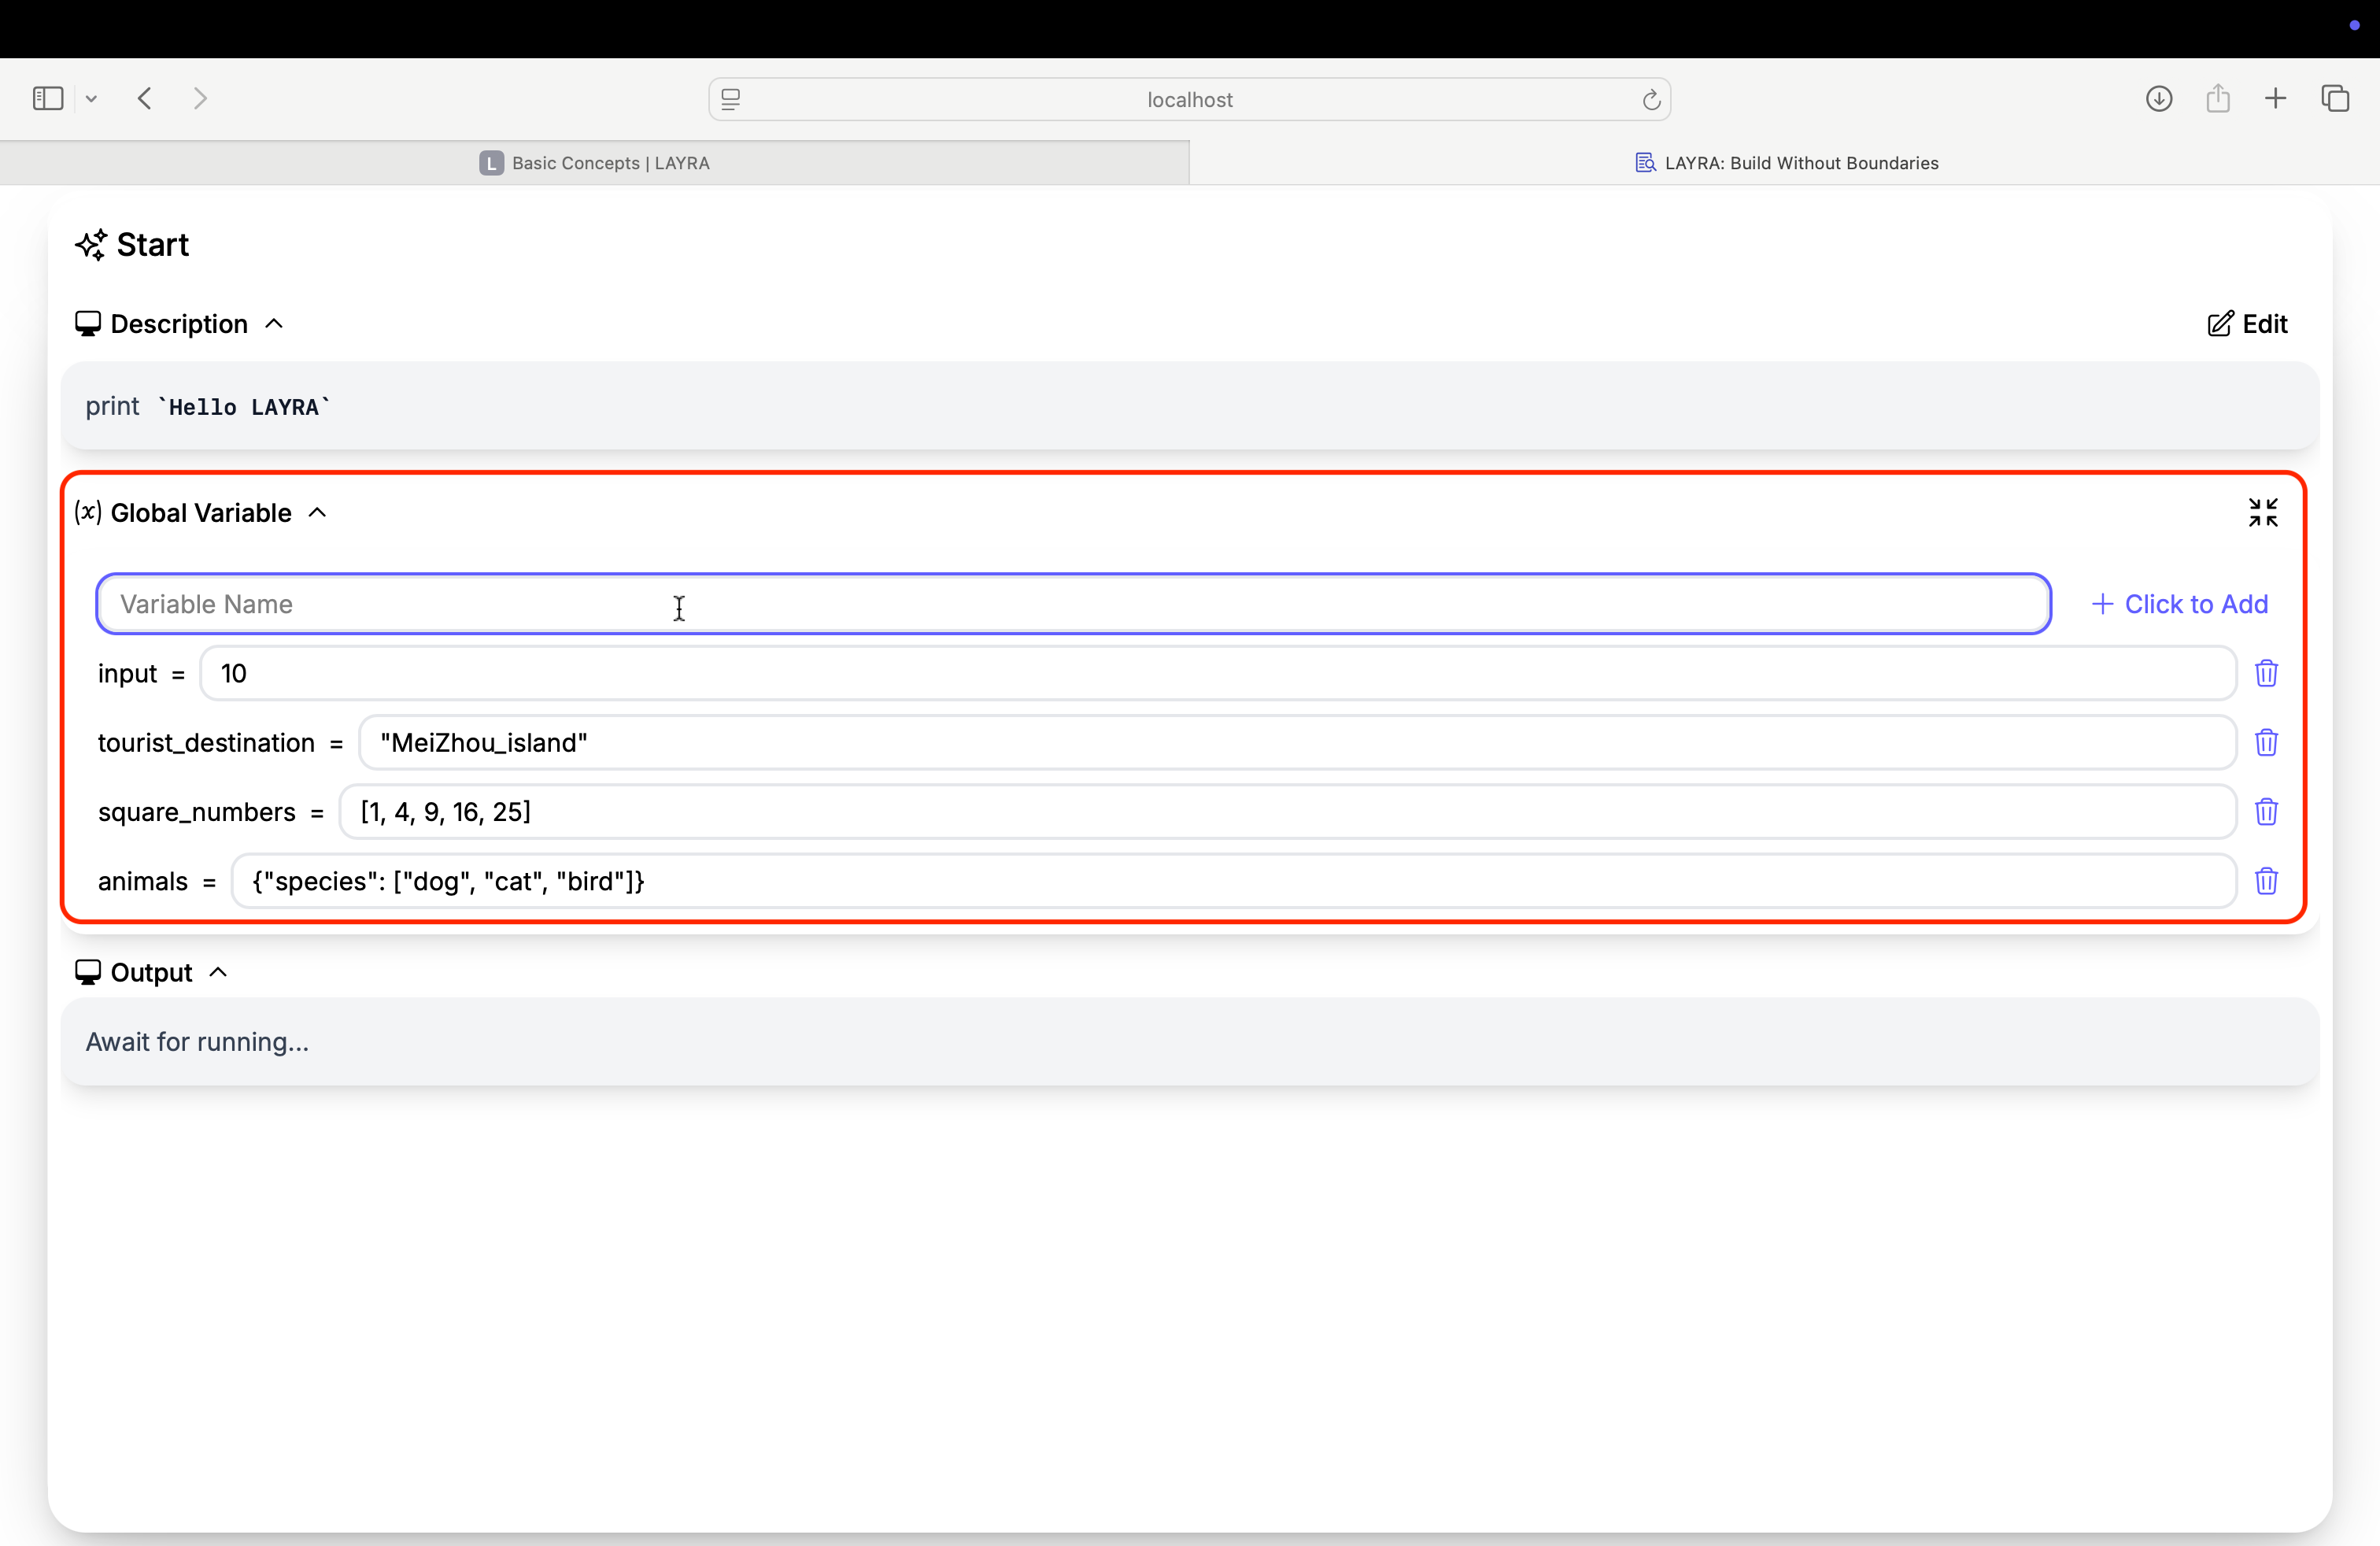 localhost
L Basic Concepts | LAYRA
LAYRA: Build Without Boundaries
Start
Description
Edit
print `Hello LAYRA`
(x) Global Variable
Variable Name
+ Click to Add
input = 10
tourist_destination = "MeiZhou_island"
square_numbers = [1, 4, 9, 16, 25]
animals = {"species": ["dog", "cat", "bird"]}
Output
Await for running...